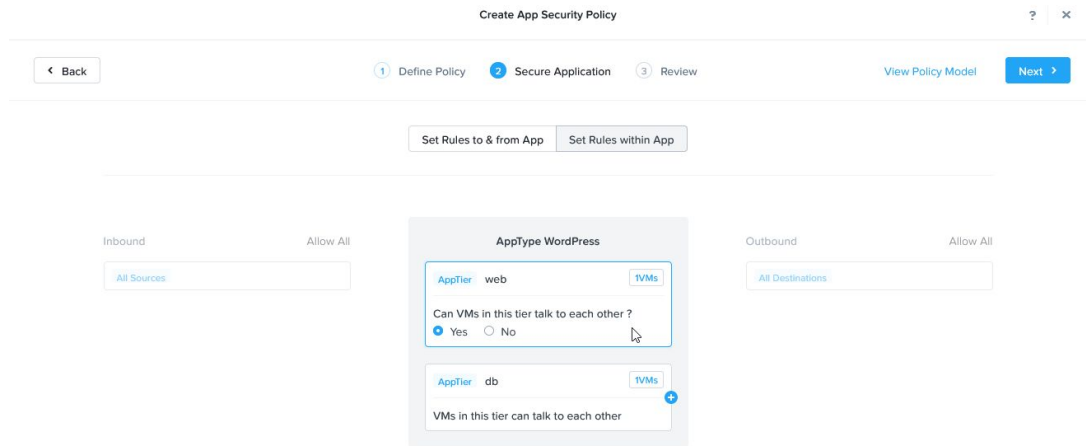 Create App Security Policy
? ×
Back
1 Define Policy 2 Secure Application 3 Review
View Policy Model
Next
Set Rules to & from App Set Rules within App
Inbound Allow All
All Sources
AppType WordPress
AppTier web 1VMs
Can VMs in this tier talk to each other ?
Yes No
AppTier db 1VMs
VMs in this tier can talk to each other
Outbound Allow All
All Destinations